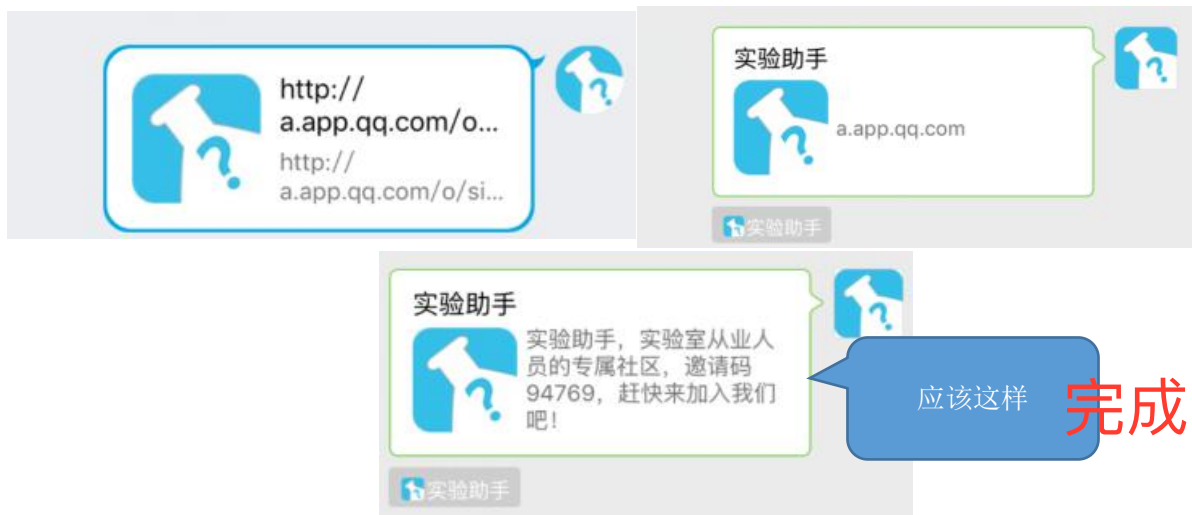 http://
a.app.qq.com/o...
http://
a.app.qq.com/o/si...
实验助手
a.app.qq.com
实验助手
实验助手
实验助手，实验室从业人
员的专属社区，邀请码
94769，赶快来加入我们
吧！
实验助手
应该这样
完成